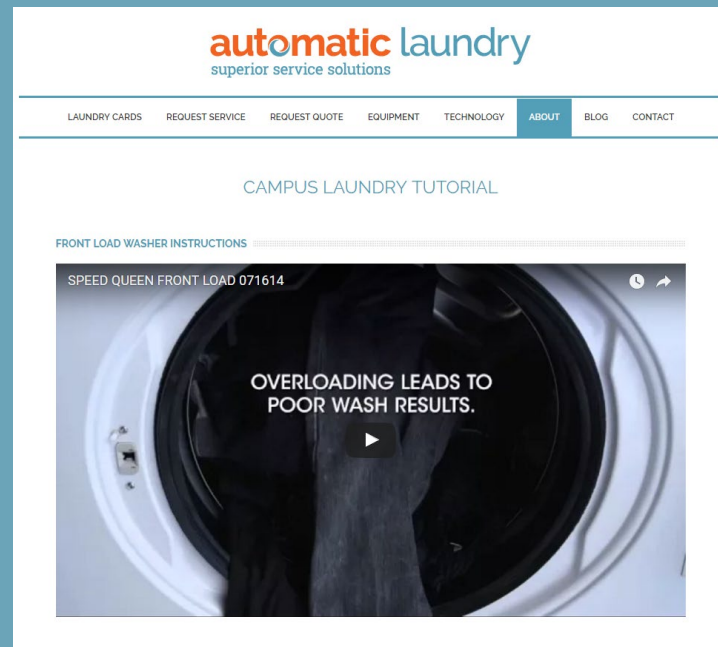 automatic laundry
superior service solutions
LAUNDRY CARDS REQUEST SERVICE REQUEST QUOTE EQUIPMENT TECHNOLOGY ABOUT BLOG CONTACT
CAMPUS LAUNDRY TUTORIAL
FRONT LOAD WASHER INSTRUCTIONS
SPEED QUEEN FRONT LOAD 071614
OVERLOADING LEADS TO
POOR WASH RESULTS.